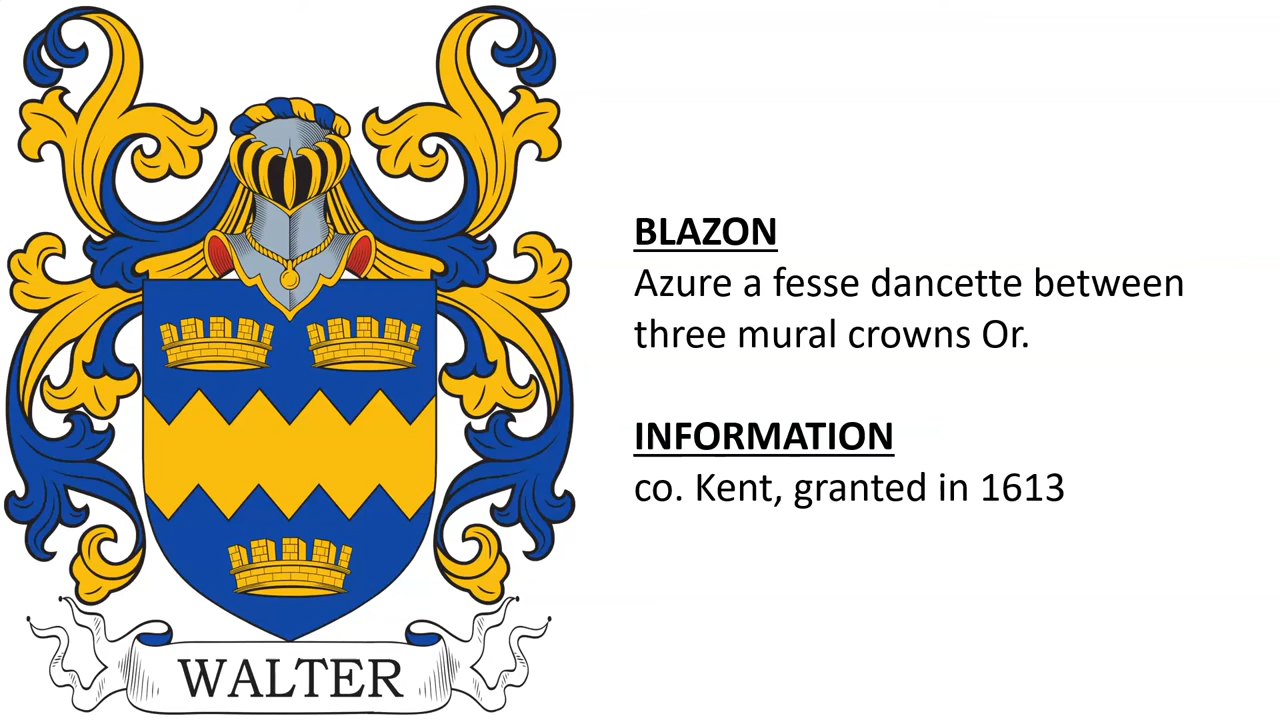 BLAZON
Azure a fesse dancette between
three mural crowns Or.
INFORMATION
co. Kent, granted in 1613
WALTER